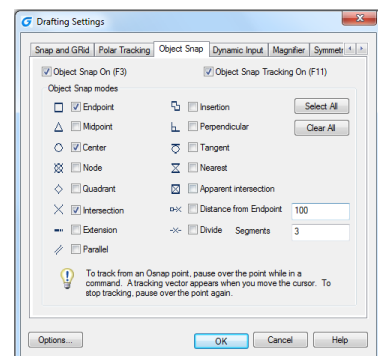 Drafting Settings
Snap and GRid Polar Tracking Object Snap Dynamic Input Magnifier Symmetr
Object Snap On (F3) Object Snap Tracking On (F11)
Object Snap modes
Endpoint Insertion Select All
Midpoint Perpendicular Clear All
Center Tangent
Node Nearest
Quadrant Apparent intersection
Intersection Distance from Endpoint 100
Extension Divide Segments 3
Parallel
To track from an Osnap point, pause over the point while in a
command. A tracking vector appears when you move the cursor. To
stop tracking, pause over the point again.
Options... OK Cancel Help